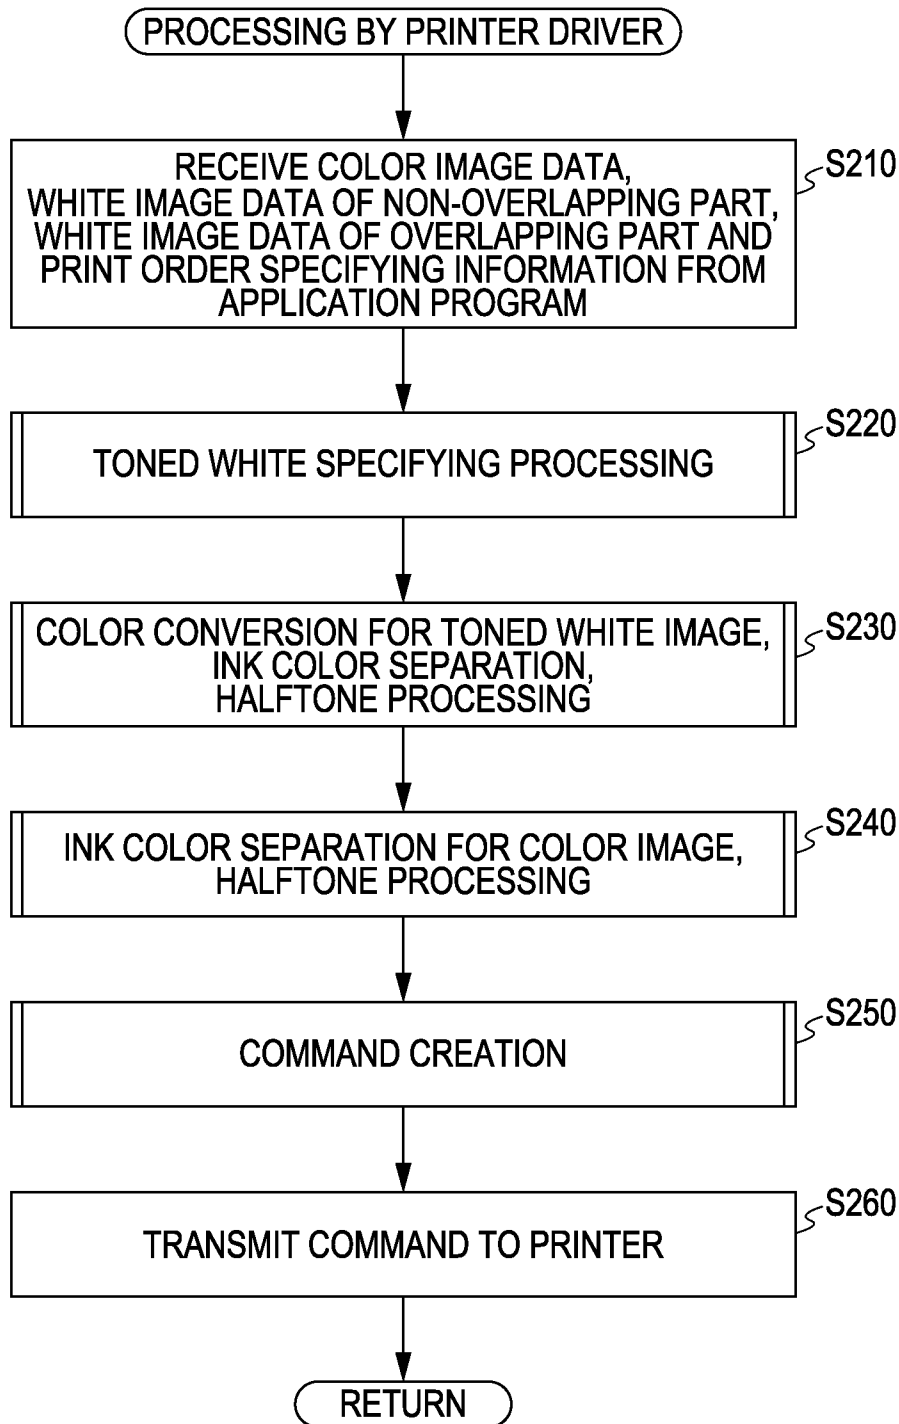 PROCESSING BY PRINTER DRIVER
RECEIVE COLOR IMAGE DATA,
WHITE IMAGE DATA OF NON-OVERLAPPING PART,
WHITE IMAGE DATA OF OVERLAPPING PART AND
PRINT ORDER SPECIFYING INFORMATION FROM
APPLICATION PROGRAM
S210
TONED WHITE SPECIFYING PROCESSING
S220
COLOR CONVERSION FOR TONED WHITE IMAGE,
INK COLOR SEPARATION,
HALFTONE PROCESSING
S230
INK COLOR SEPARATION FOR COLOR IMAGE,
HALFTONE PROCESSING
S240
COMMAND CREATION
S250
TRANSMIT COMMAND TO PRINTER
S260
RETURN